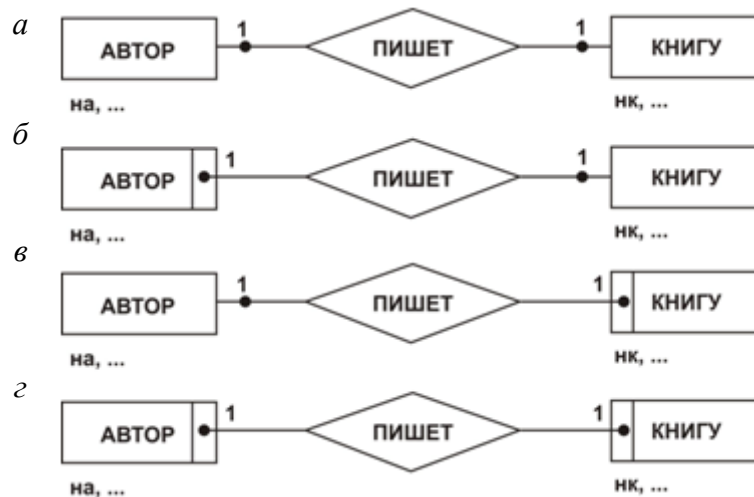 а
1 1
АВТОР ПИШЕТ КНИГУ
на, ... нк, ...
б
1 1
АВТОР ПИШЕТ КНИГУ
на, ... нк, ...
в
1 1
АВТОР ПИШЕТ КНИГУ
на, ... нк, ...
г
1 1
АВТОР ПИШЕТ КНИГУ
на, ... нк, ...